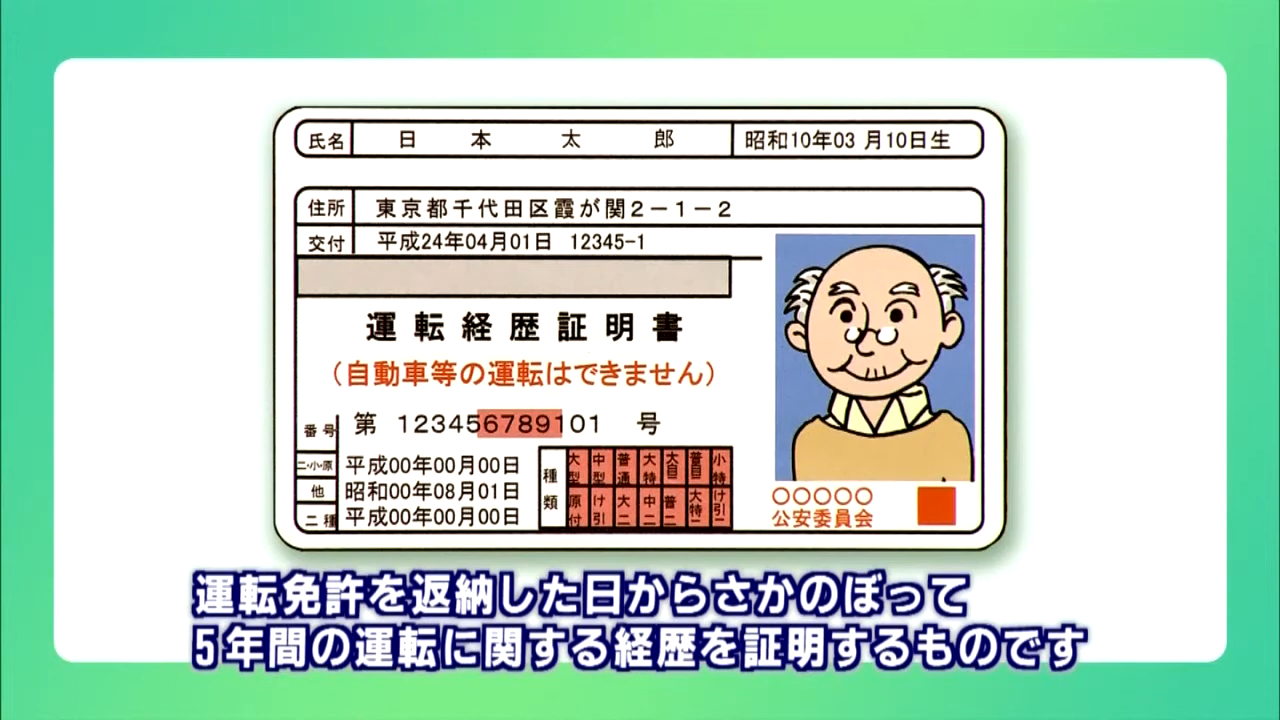 氏名 日本太郎 昭和10年03月10日生
住所 東京都千代田区霞が関2-1-2
交付 平成24年04月01日 12345-1
運転経歴証明書
(自動車等の運転はできません)
番号 第 123456789101 号
二・小・原 平成00年00月00日
他 昭和00年08月01日
二種 平成00年00月00日
種類 大型 中型 普通 大特 大自二 普自二 小特
原付 け引 大二 中二 普二 大特二 け引二
○○○○○
公安委員会
運転免許を返納した日からさかのぼって
5年間の運転に関する経歴を証明するものです